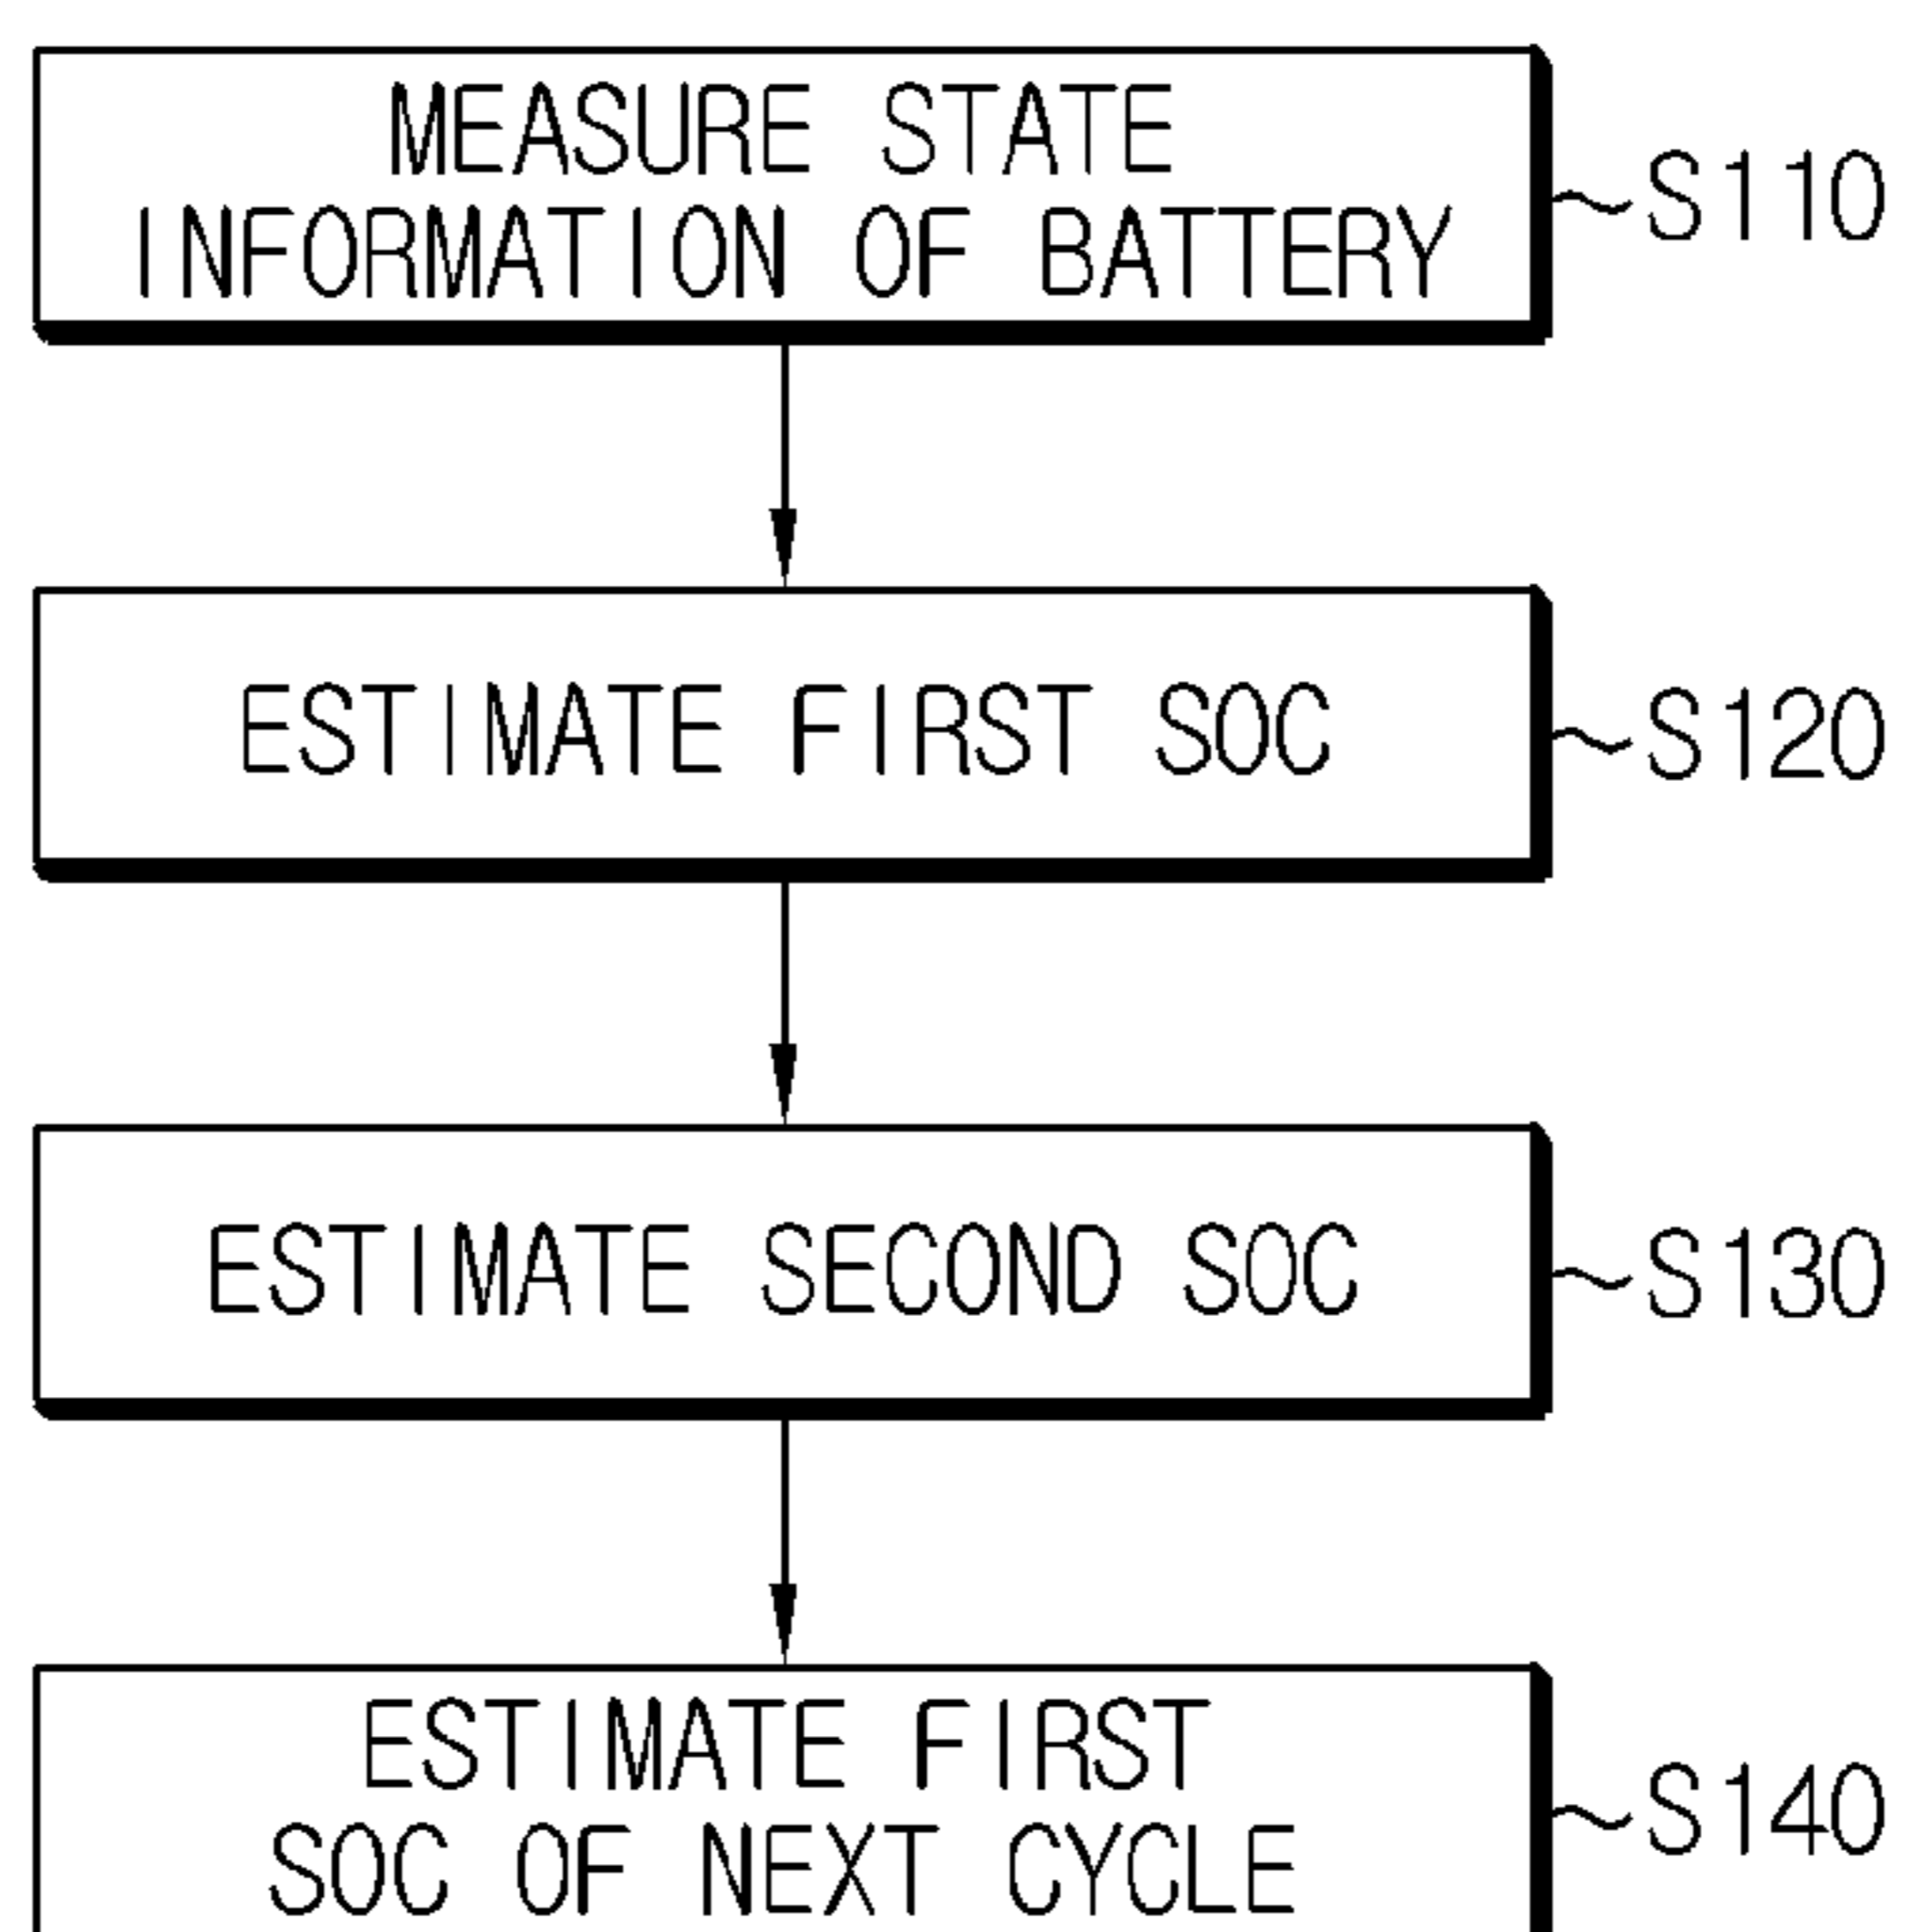 MEASURE STATE
INFORMATION OF BATTERY
S110
ESTIMATE FIRST SOC
S120
ESTIMATE SECOND SOC
S130
ESTIMATE FIRST
SOC OF NEXT CYCLE
S140